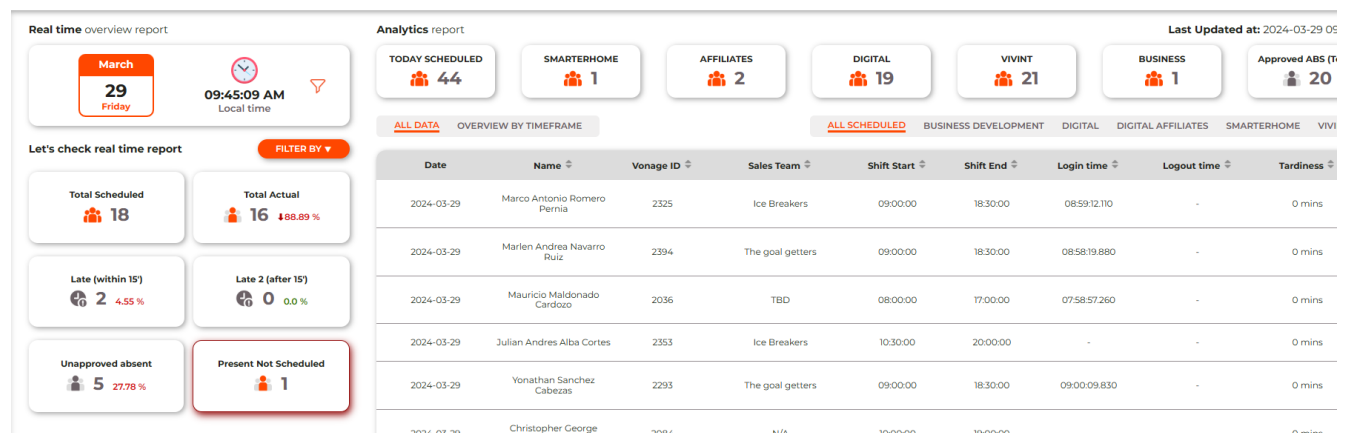 Real time overview report
March
29
Friday
09:45:09 AM
Local time
Let's check real time report
FILTER BY ▼
Total Scheduled
18
Total Actual
16 ⬇88.89 %
Late (within 15')
2 4.55 %
Late 2 (after 15')
0 0.0 %
Unapproved absent
5 27.78 %
Present Not Scheduled
1
Analytics report
Last Updated at: 2024-03-29 09
TODAY SCHEDULED
44
SMARTERHOME
1
AFFILIATES
2
DIGITAL
19
VIVINT
21
BUSINESS
1
Approved ABS (T
20
ALL DATA OVERVIEW BY TIMEFRAME
ALL SCHEDULED BUSINESS DEVELOPMENT DIGITAL DIGITAL AFFILIATES SMARTERHOME VIVI
Date Name Vonage ID Sales Team Shift Start Shift End Login time Logout time Tardiness
2024-03-29 Marco Antonio Romero Pernia 2325 Ice Breakers 09:00:00 18:30:00 08:59:12.110 - 0 mins
2024-03-29 Marlen Andrea Navarro Ruiz 2394 The goal getters 09:00:00 18:30:00 08:58:19.880 - 0 mins
2024-03-29 Mauricio Maldonado Cardozo 2036 TBD 08:00:00 17:00:00 07:58:57.260 - 0 mins
2024-03-29 Julian Andres Alba Cortes 2353 Ice Breakers 10:30:00 20:00:00 - - 0 mins
2024-03-29 Yonathan Sanchez Cabezas 2293 The goal getters 09:00:00 18:30:00 09:00:09.830 - 0 mins
Christopher George